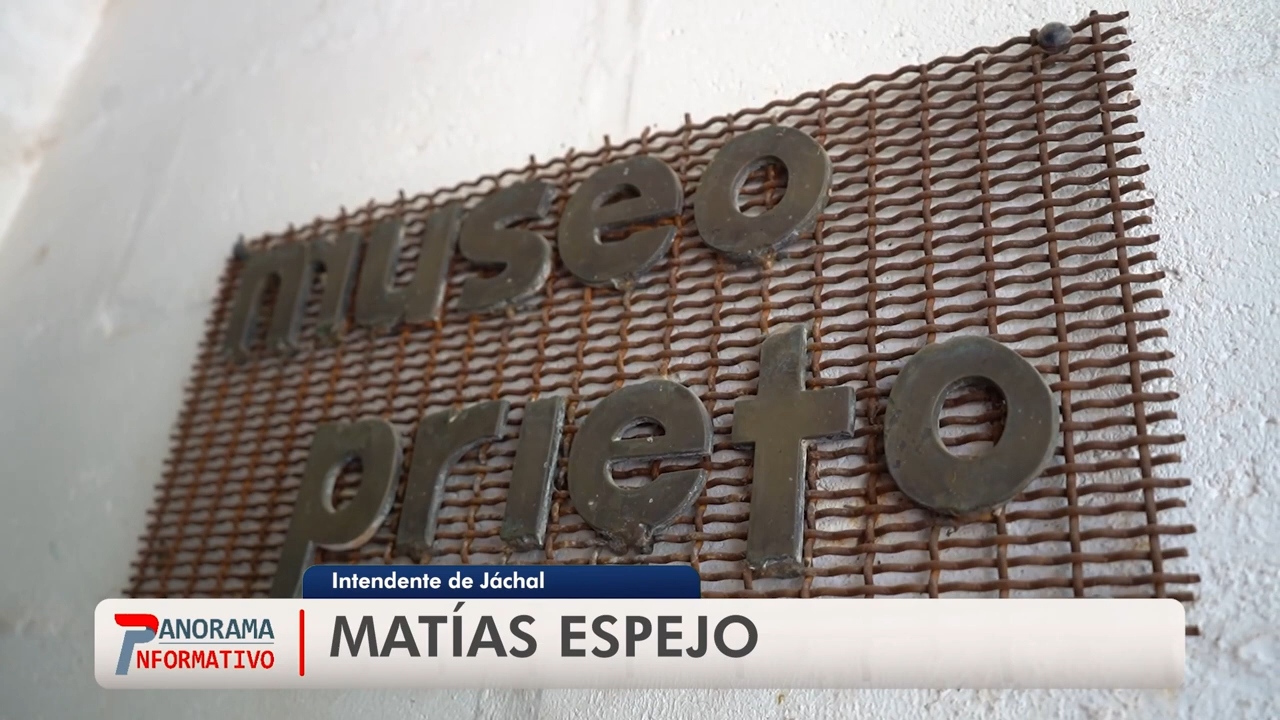 museo
prieto
Intendente de Jáchal
PANORAMA
INFORMATIVO
MATÍAS ESPEJO